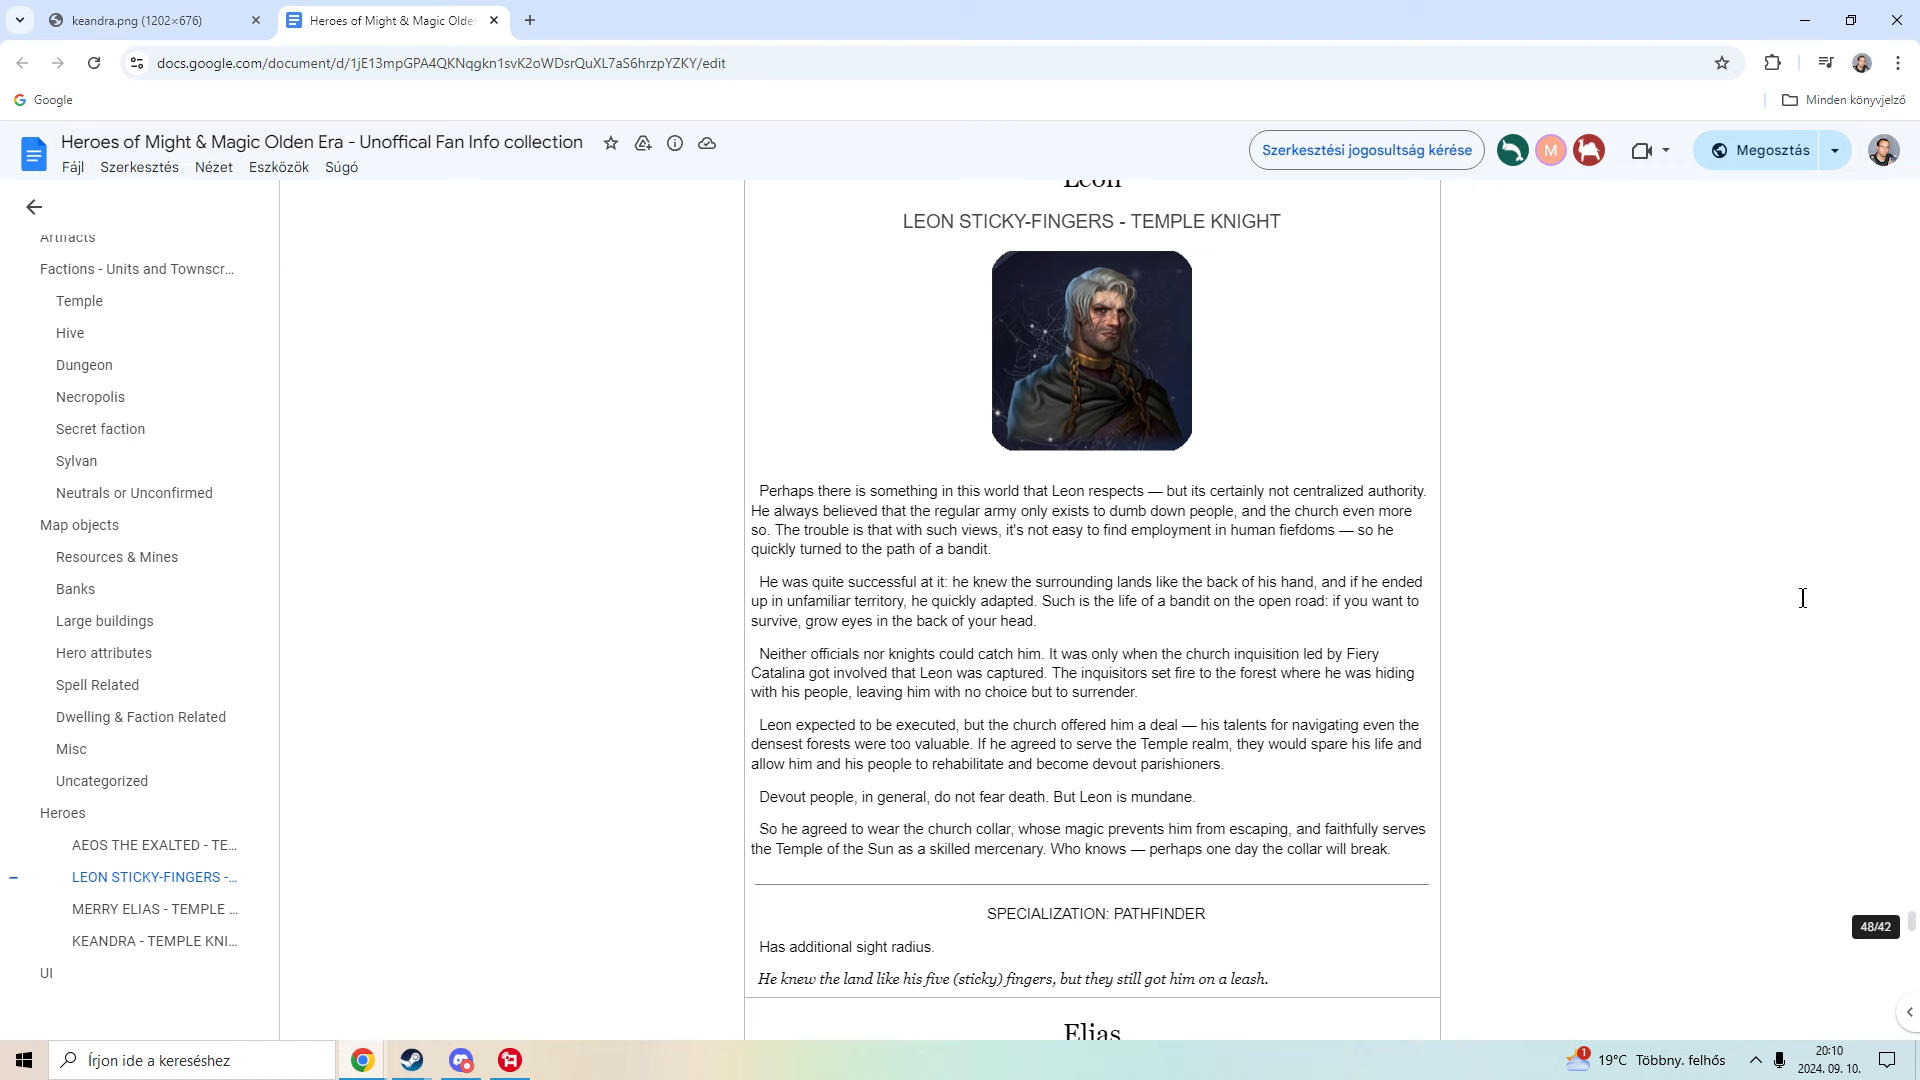 keandra.png (1202×676)
Heroes of Might & Magic Olde
docs.google.com/document/d/1jE13mpGPA4QKNqgkn1svK2oWDsrQuXL7aS6hrzpYZKY/edit
Google
Minden könyvjelző
Heroes of Might & Magic Olden Era - Unoffical Fan Info collection
Fájl Szerkesztés Nézet Eszközök Súgó
Szerkesztési jogosultság kérése
M
Megosztás
Artifacts
Factions - Units and Townscr...
Temple
Hive
Dungeon
Necropolis
Secret faction
Sylvan
Neutrals or Unconfirmed
Map objects
Resources & Mines
Banks
Large buildings
Hero attributes
Spell Related
Dwelling & Faction Related
Misc
Uncategorized
Heroes
AEOS THE EXALTED - TE...
LEON STICKY-FINGERS -...
MERRY ELIAS - TEMPLE ...
KEANDRA - TEMPLE KNI...
UI
Leon
LEON STICKY-FINGERS - TEMPLE KNIGHT
Perhaps there is something in this world that Leon respects — but its certainly not centralized authority.
He always believed that the regular army only exists to dumb down people, and the church even more
so. The trouble is that with such views, it's not easy to find employment in human fiefdoms — so he
quickly turned to the path of a bandit.
He was quite successful at it: he knew the surrounding lands like the back of his hand, and if he ended
up in unfamiliar territory, he quickly adapted. Such is the life of a bandit on the open road: if you want to
survive, grow eyes in the back of your head.
Neither officials nor knights could catch him. It was only when the church inquisition led by Fiery
Catalina got involved that Leon was captured. The inquisitors set fire to the forest where he was hiding
with his people, leaving him with no choice but to surrender.
Leon expected to be executed, but the church offered him a deal — his talents for navigating even the
densest forests were too valuable. If he agreed to serve the Temple realm, they would spare his life and
allow him and his people to rehabilitate and become devout parishioners.
Devout people, in general, do not fear death. But Leon is mundane.
So he agreed to wear the church collar, whose magic prevents him from escaping, and faithfully serves
the Temple of the Sun as a skilled mercenary. Who knows — perhaps one day the collar will break.
SPECIALIZATION: PATHFINDER
Has additional sight radius.
He knew the land like his five (sticky) fingers, but they still got him on a leash.
Elias
48/42
Írjon ide a kereséshez
1
19°C Többny. felhős
20:10
2024. 09. 10.